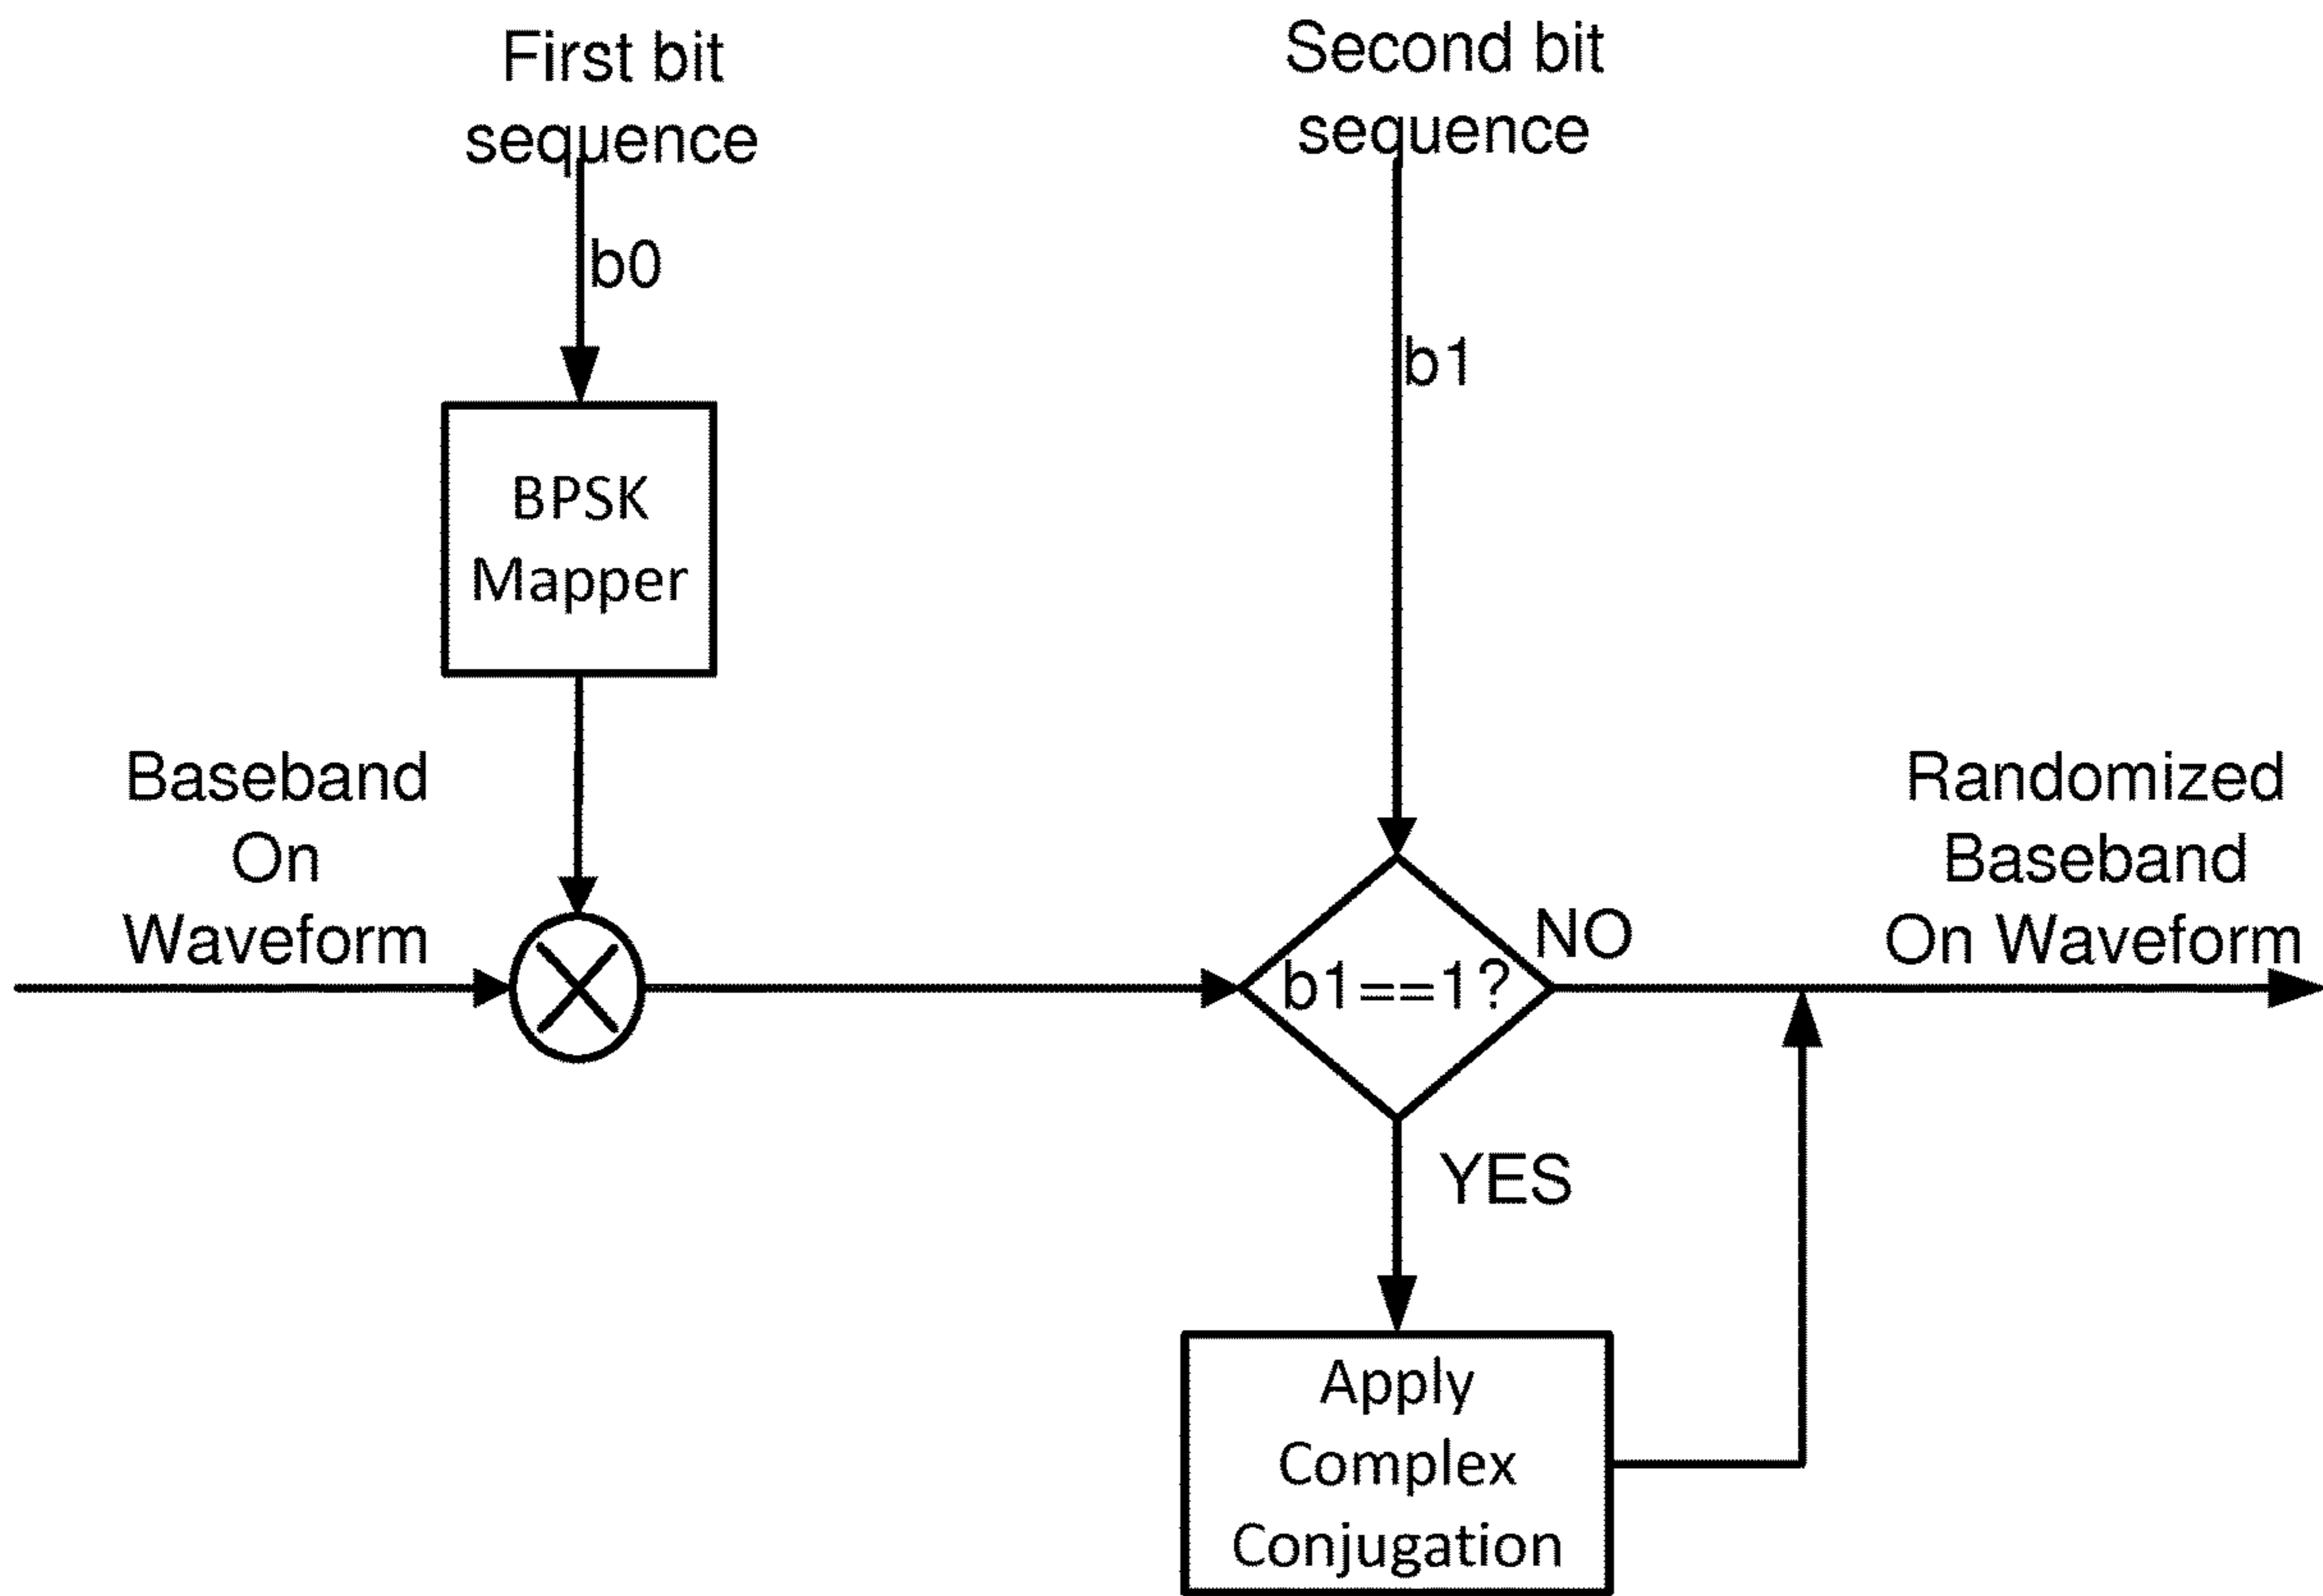 First bit
sequence
Second bit
sequence
b0
b1
BPSK
Mapper
Baseband
On
Waveform
b1==1?
NO
Randomized
Baseband
On Waveform
YES
Apply
Complex
Conjugation